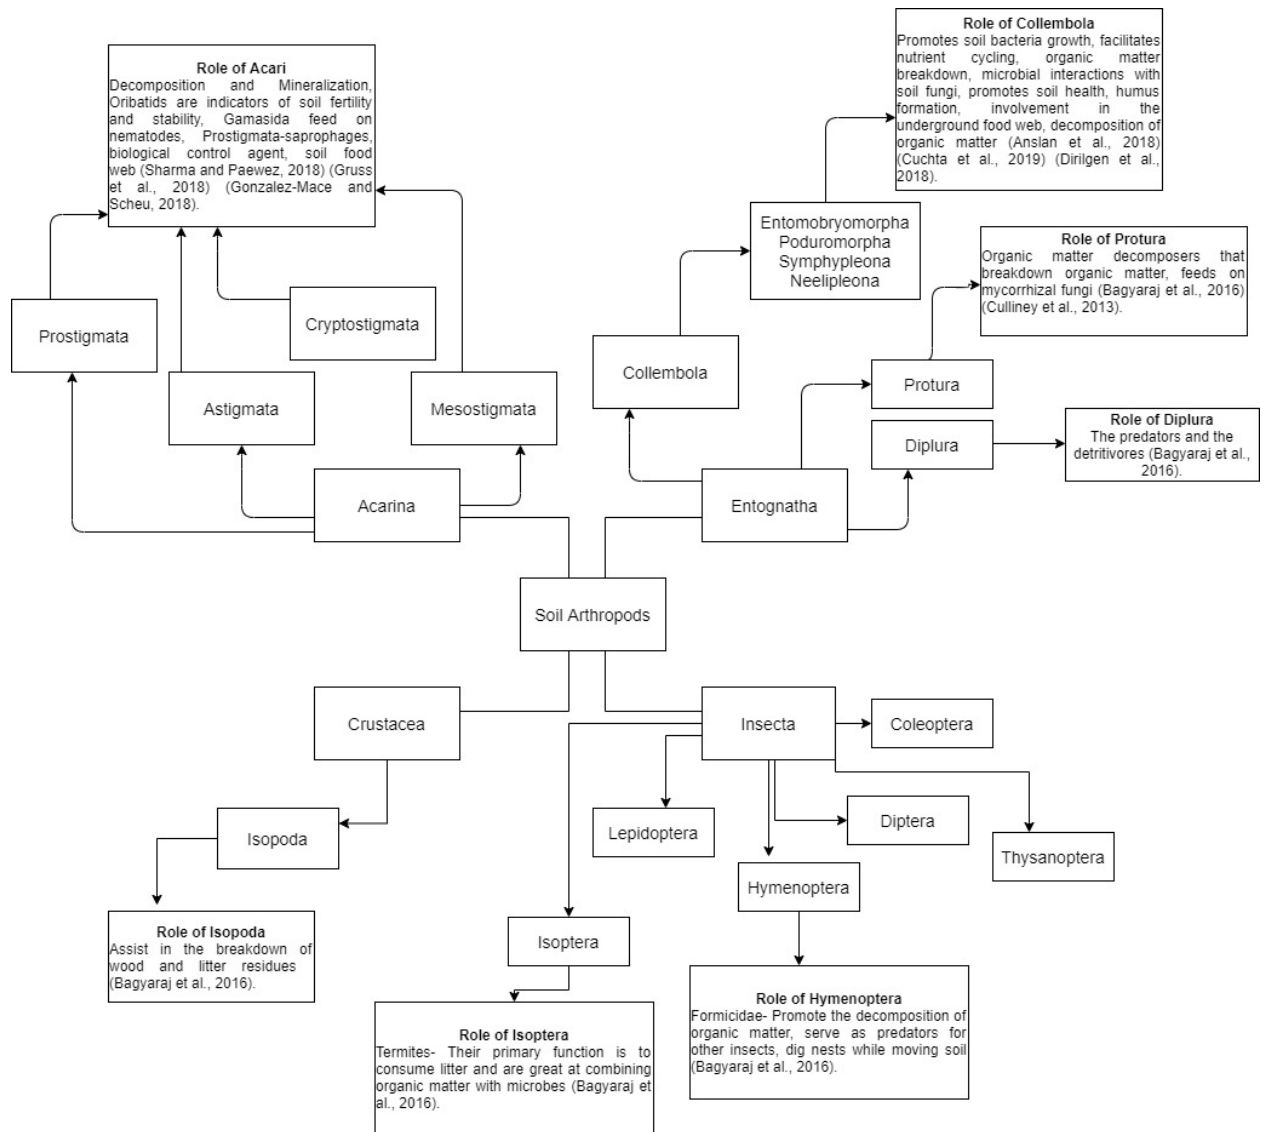 Role of Collembola
Promotes soil bacteria growth, facilitates
nutrient cycling, organic matter
breakdown, microbial interactions with
soil fungi, promotes soil health, humus
formation, involvement in the
underground food web, decomposition of
organic matter (Anslan et al., 2018)
(Cuchta et al., 2019) (Dirilgen et al.,
2018).
Role of Acari
Decomposition and Mineralization,
Oribatids are indicators of soil fertility
and stability, Gamasida feed on
nematodes, Prostigmata-saprophages,
biological control agent, soil food
web (Sharma and Paewez, 2018) (Gruss
et al., 2018) (Gonzalez-Mace and
Scheu, 2018).
Entomobryomorpha
Poduromorpha
Symphypleona
Neelipleona
Role of Protura
Organic matter decomposers that
breakdown organic matter, feeds on
mycorrhizal fungi (Bagyaraj et al., 2016)
(Culliney et al., 2013).
Prostigmata
Cryptostigmata
Collembola
Protura
Astigmata
Mesostigmata
Diplura
Role of Diplura
The predators and the
detritivores (Bagyaraj et al.,
2016).
Acarina
Entognatha
Soil Arthropods
Crustacea
Insecta
Coleoptera
Isopoda
Lepidoptera
Diptera
Thysanoptera
Hymenoptera
Role of Isopoda
Assist in the breakdown of
wood and litter residues
(Bagyaraj et al., 2016).
Isoptera
Role of Isoptera
Termites- Their primary function is to
consume litter and are great at combining
organic matter with microbes (Bagyaraj et
al., 2016).
Role of Hymenoptera
Formicidae- Promote the decomposition of
organic matter, serve as predators for
other insects, dig nests while moving soil
(Bagyaraj et al., 2016).